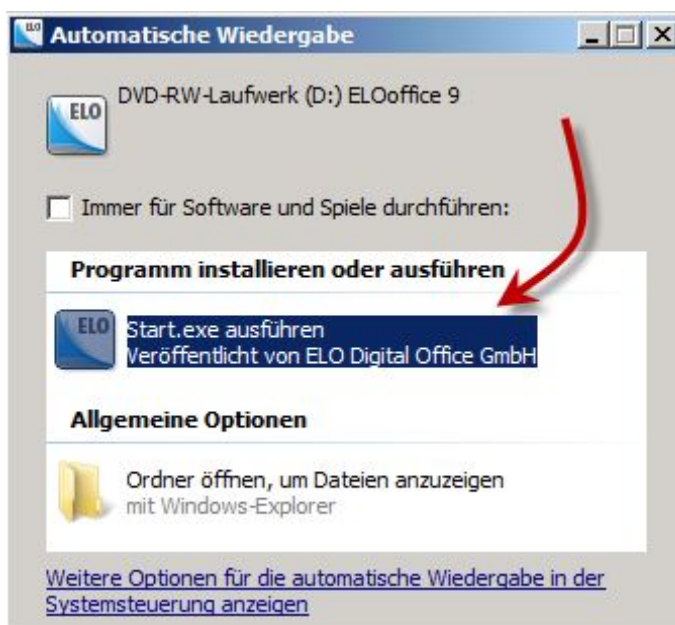 Automatische Wiedergabe
DVD-RW-Laufwerk (D:) ELOoffice 9
ELO
Immer für Software und Spiele durchführen:
Programm installieren oder ausführen
ELO
Start.exe ausführen
Veröffentlicht von ELO Digital Office GmbH
Allgemeine Optionen
Ordner öffnen, um Dateien anzuzeigen
mit Windows-Explorer
Weitere Optionen für die automatische Wiedergabe in der
Systemsteuerung anzeigen